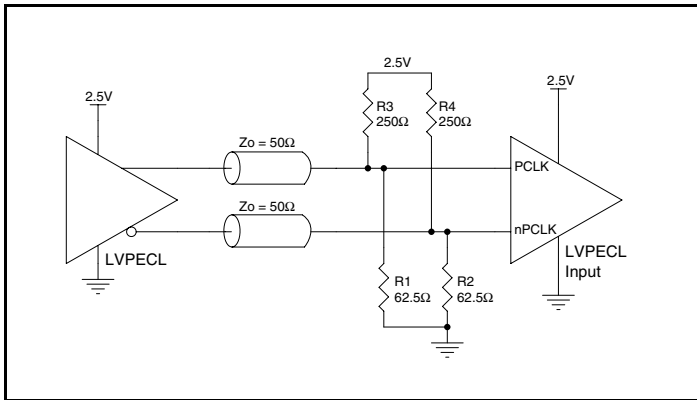 2.5V
2.5V
2.5V
R3
250Ω
R4
250Ω
Zo = 50Ω
PCLK
Zo = 50Ω
nPCLK
LVPECL
LVPECL
Input
R1
62.5Ω
R2
62.5Ω